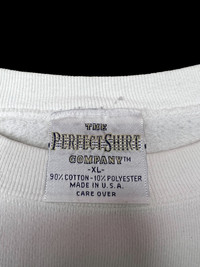 THE
PERFECT SHIRT
COMPANY™
-XL-
90% COTTON - 10% POLYESTER
MADE IN U.S.A.
CARE OVER